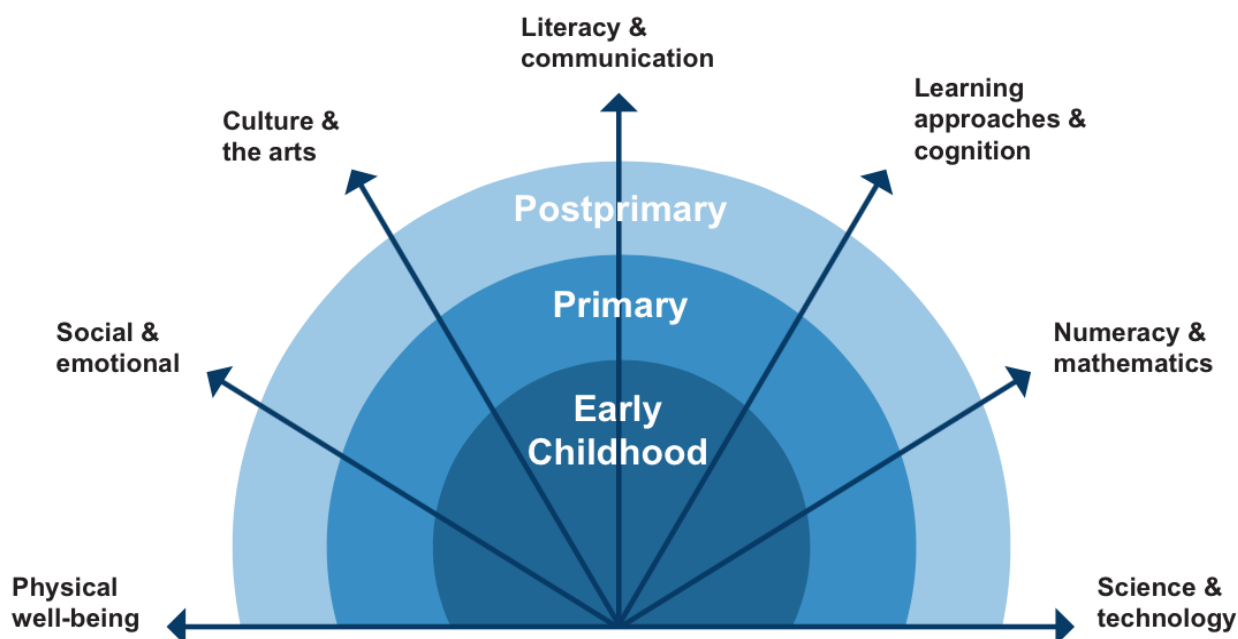 Literacy &
communication
Learning
approaches &
cognition
Culture &
the arts
Postprimary
Primary
Social &
emotional
Numeracy &
mathematics
Early
Childhood
Physical
well-being
Science &
technology